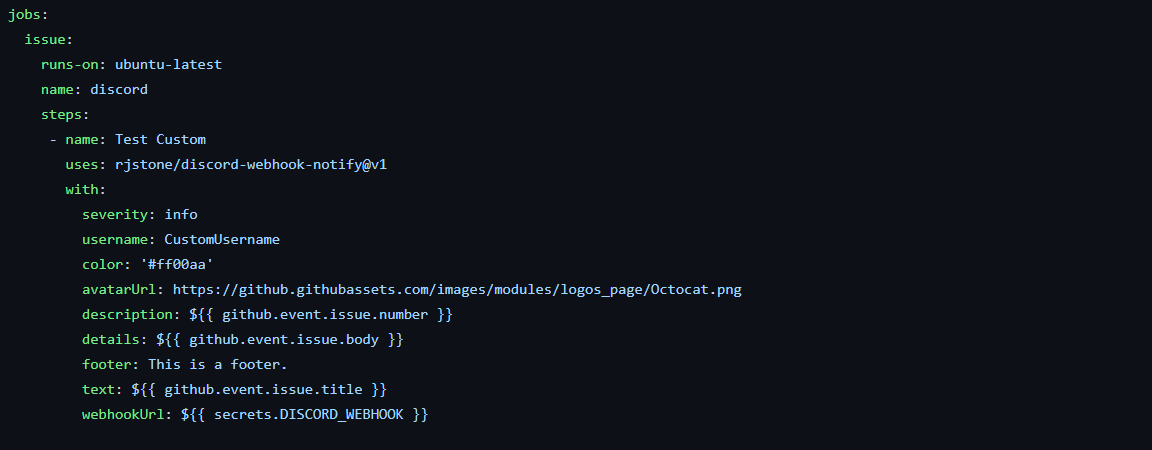 jobs:
  issue:
    runs-on: ubuntu-latest
    name: discord
    steps:
     - name: Test Custom
       uses: rjstone/discord-webhook-notify@v1
       with:
         severity: info
         username: CustomUsername
         color: '#ff00aa'
         avatarUrl: https://github.githubassets.com/images/modules/logos_page/Octocat.png
         description: ${{ github.event.issue.number }}
         details: ${{ github.event.issue.body }}
         footer: This is a footer.
         text: ${{ github.event.issue.title }}
         webhookUrl: ${{ secrets.DISCORD_WEBHOOK }}